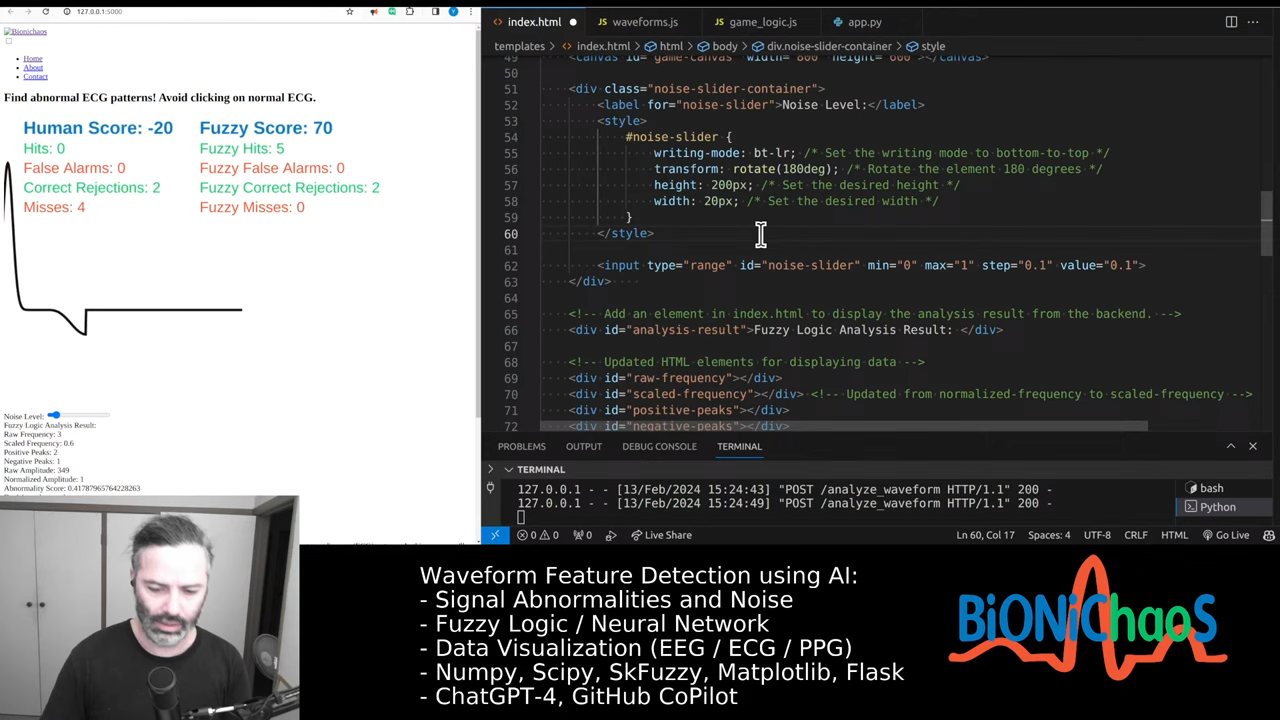 127.0.0.1:5000
Bionichaos
Home
About
Contact
Find abnormal ECG patterns! Avoid clicking on normal ECG.
Human Score: -20
Hits: 0
False Alarms: 0
Correct Rejections: 2
Misses: 4
Fuzzy Score: 70
Fuzzy Hits: 5
Fuzzy False Alarms: 0
Fuzzy Correct Rejections: 2
Fuzzy Misses: 0
Noise Level:
Fuzzy Logic Analysis Result:
Raw Frequency: 3
Scaled Frequency: 0.6
Positive Peaks: 2
Negative Peaks: 1
Raw Amplitude: 349
Normalized Amplitude: 1
Abnormality Score: 0.41787965764228263
index.html
waveforms.js
game_logic.js
app.py
templates > index.html > html > body > div.noise-slider-container > style
49 <canvas id="game-canvas" width="800" height="600"></canvas>
50
51 <div class="noise-slider-container">
52 <label for="noise-slider">Noise Level:</label>
53 <style>
54 #noise-slider {
55 writing-mode: bt-lr; /* Set the writing mode to bottom-to-top */
56 transform: rotate(180deg); /* Rotate the element 180 degrees */
57 height: 200px; /* Set the desired height */
58 width: 20px; /* Set the desired width */
59 }
60 </style>
61
62 <input type="range" id="noise-slider" min="0" max="1" step="0.1" value="0.1">
63 </div>
64
65 <!-- Add an element in index.html to display the analysis result from the backend. -->
66 <div id="analysis-result">Fuzzy Logic Analysis Result: </div>
67
68 <!-- Updated HTML elements for displaying data -->
69 <div id="raw-frequency"></div>
70 <div id="scaled-frequency"></div> <!-- Updated from normalized-frequency to scaled-frequency -->
71 <div id="positive-peaks"></div>
72 <div id="negative-peaks"></div>
PROBLEMS
OUTPUT
DEBUG CONSOLE
TERMINAL
TERMINAL
127.0.0.1 - - [13/Feb/2024 15:24:43] "POST /analyze_waveform HTTP/1.1" 200 -
127.0.0.1 - - [13/Feb/2024 15:24:49] "POST /analyze_waveform HTTP/1.1" 200 -
bash
Python
0 0
0
Live Share
Ln 60, Col 17
Spaces: 4
UTF-8
CRLF
HTML
Go Live
Waveform Feature Detection using AI:
- Signal Abnormalities and Noise
- Fuzzy Logic / Neural Network
- Data Visualization (EEG / ECG / PPG)
- Numpy, Scipy, SkFuzzy, Matplotlib, Flask
- ChatGPT-4, GitHub CoPilot
BiONiChaoS